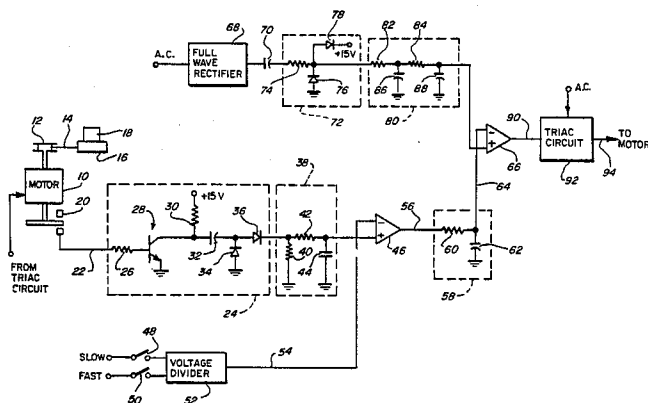 68
70
78
A.C.
FULL
WAVE
RECTIFIER
+15V
82
84
74
76
86
88
72
80
A.C.
90
TRIAC
CIRCUIT
TO
MOTOR
66
92
94
12
14
18
16
MOTOR
10
20
22
FROM
TRIAC
CIRCUIT
+15 V
28
30
36
38
32
34
42
40
44
26
24
56
46
64
60
62
58
SLOW
48
FAST
50
VOLTAGE
DIVIDER
52
54